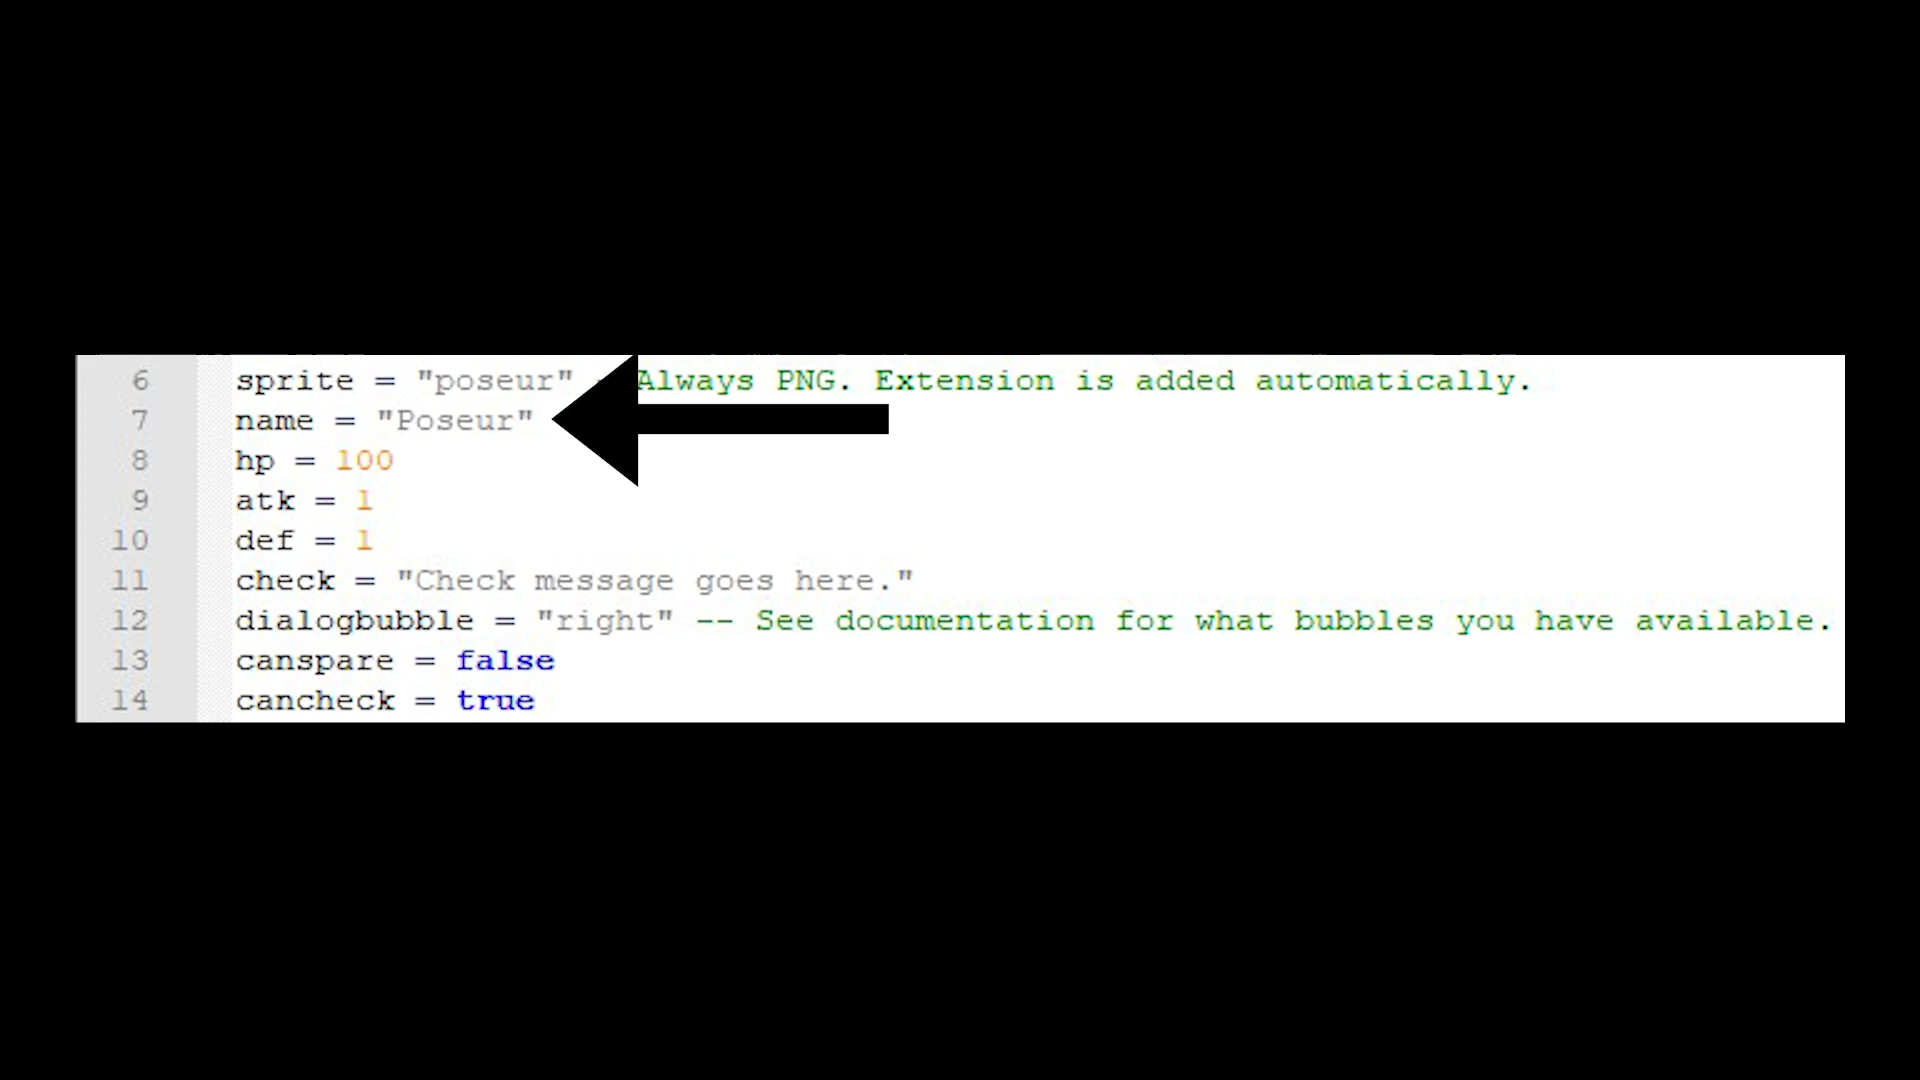 6 sprite = "poseur" Always PNG. Extension is added automatically.
7 name = "Poseur"
8 hp = 100
9 atk = 1
10 def = 1
11 check = "Check message goes here."
12 dialogbubble = "right" -- See documentation for what bubbles you have available.
13 canspare = false
14 cancheck = true